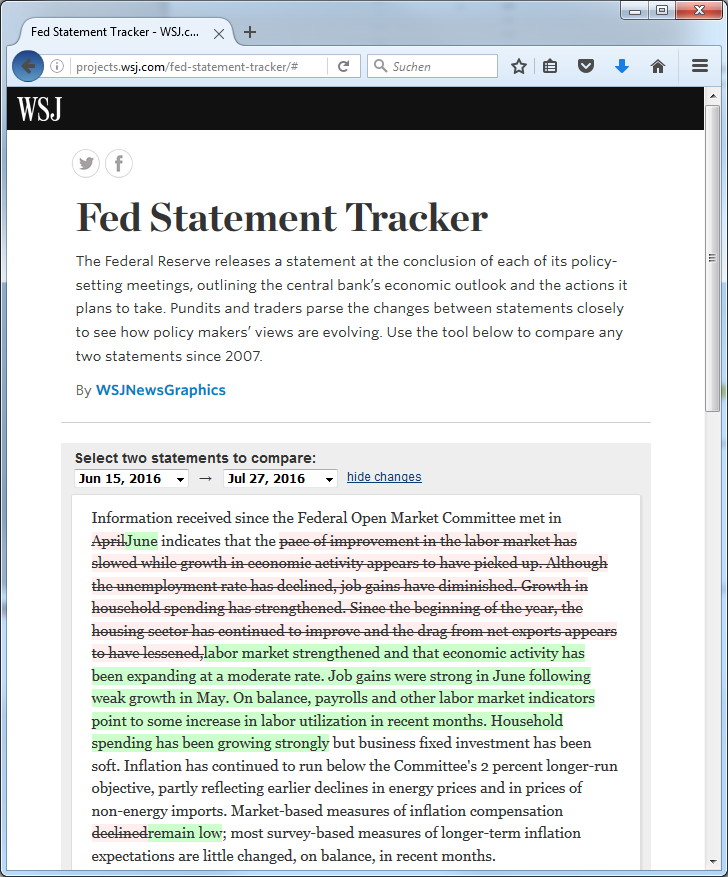 Fed Statement Tracker - WSJ.c...
projects.wsj.com/fed-statement-tracker/#
Suchen
WSJ
Fed Statement Tracker
The Federal Reserve releases a statement at the conclusion of each of its policy-
setting meetings, outlining the central bank’s economic outlook and the actions it
plans to take. Pundits and traders parse the changes between statements closely
to see how policy makers’ views are evolving. Use the tool below to compare any
two statements since 2007.
By WSJNewsGraphics
Select two statements to compare:
Jun 15, 2016 → Jul 27, 2016 hide changes
Information received since the Federal Open Market Committee met in
AprilJune indicates that the pace of improvement in the labor market has
slowed while growth in economic activity appears to have picked up. Although
the unemployment rate has declined, job gains have diminished. Growth in
household spending has strengthened. Since the beginning of the year, the
housing sector has continued to improve and the drag from net exports appears
to have lessened,labor market strengthened and that economic activity has
been expanding at a moderate rate. Job gains were strong in June following
weak growth in May. On balance, payrolls and other labor market indicators
point to some increase in labor utilization in recent months. Household
spending has been growing strongly but business fixed investment has been
soft. Inflation has continued to run below the Committee's 2 percent longer-run
objective, partly reflecting earlier declines in energy prices and in prices of
non-energy imports. Market-based measures of inflation compensation
declinedremain low; most survey-based measures of longer-term inflation
expectations are little changed, on balance, in recent months.